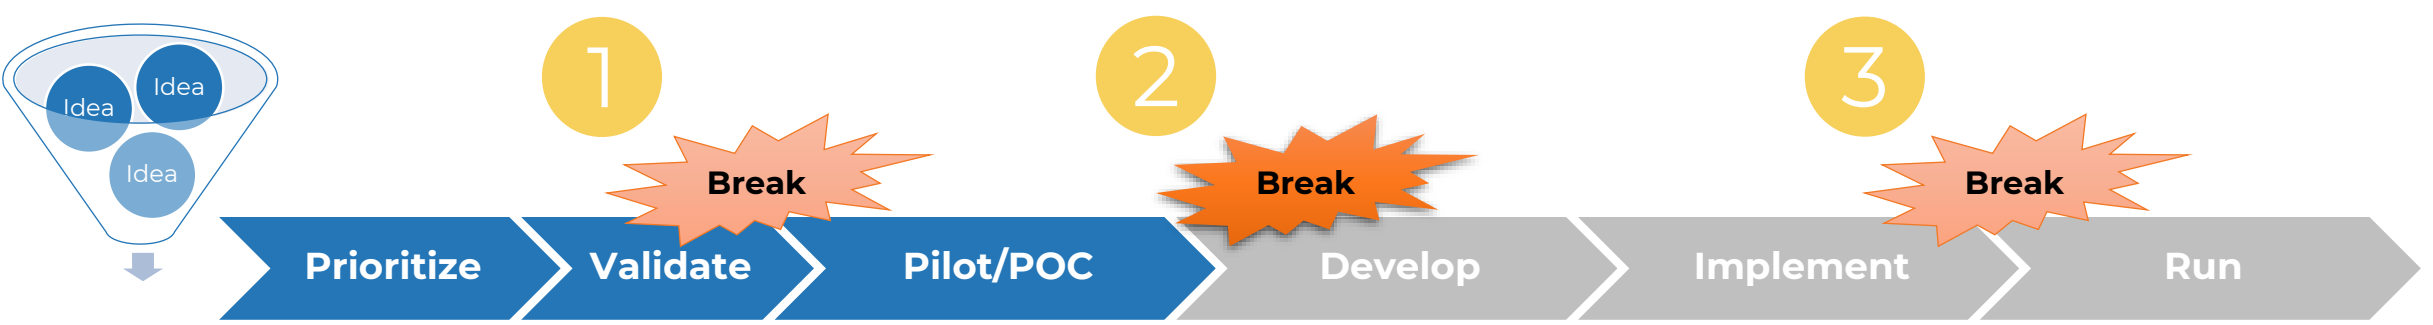 Idea
Idea
Idea
1
2
3
Break
Break
Break
Prioritize
Validate
Pilot/POC
Develop
Implement
Run